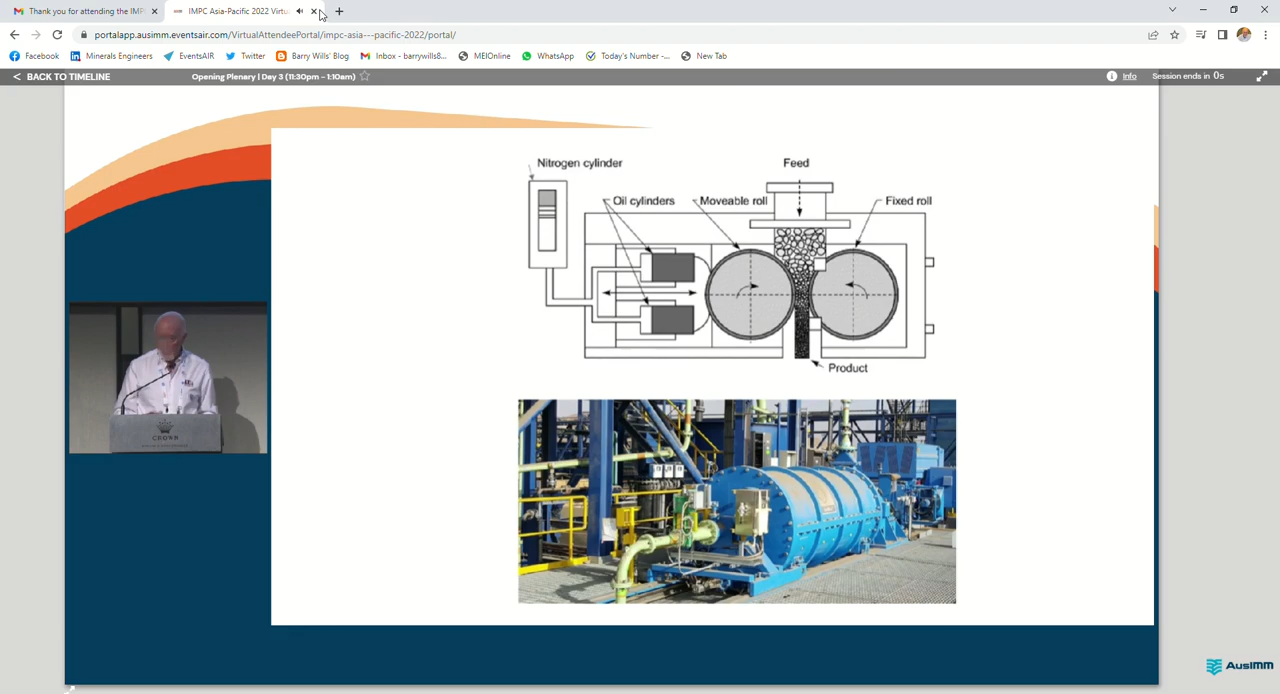 Thank you for attending the IMPC
IMPC Asia-Pacific 2022 Virtu
portalapp.ausimm.eventsair.com/VirtualAttendeePortal/impc-asia---pacific-2022/portal/
Facebook
Minerals Engineers
EventsAIR
Twitter
Barry Wills' Blog
Inbox - barrywills8...
MEIOnline
WhatsApp
Today's Number -...
New Tab
< BACK TO TIMELINE
Opening Plenary | Day 3 (11:30pm - 1:10am)
Info
Session ends in 0s
Nitrogen cylinder
Feed
Oil cylinders
Moveable roll
Fixed roll
Product
CROWN
AusIMM